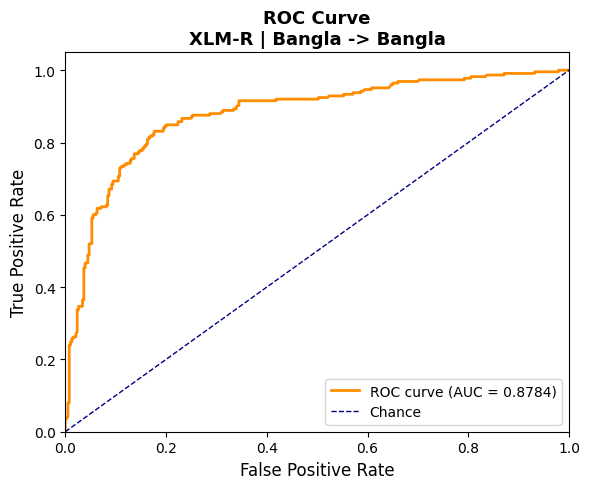 ROC Curve
XLM-R | Bangla -> Bangla
True Positive Rate
1.0
0.8
0.6
0.4
0.2
0.0
ROC curve (AUC = 0.8784)
Chance
0.0 0.2 0.4 0.6 0.8 1.0
False Positive Rate